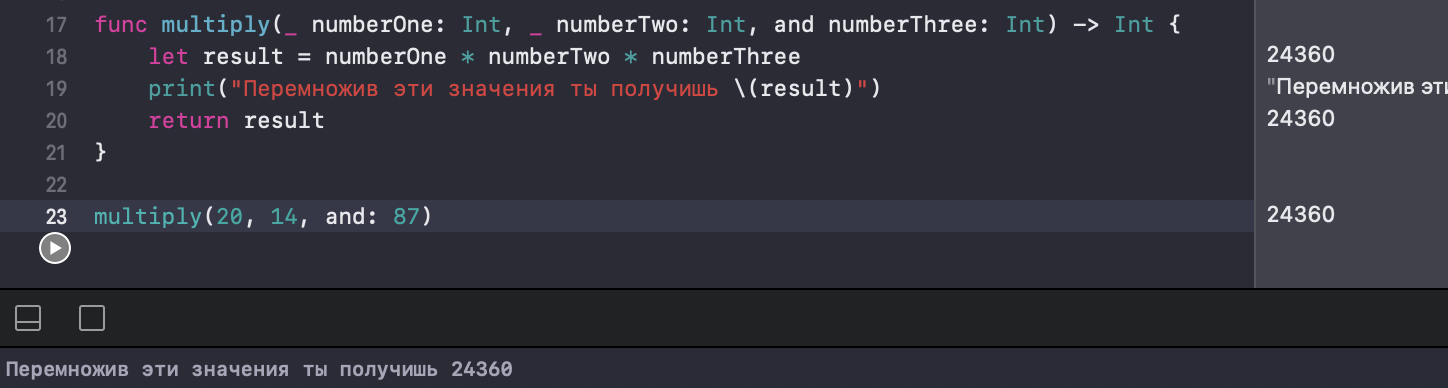 17 func multiply(_ numberOne: Int, _ numberTwo: Int, and numberThree: Int) -> Int {
18 let result = numberOne * numberTwo * numberThree 24360
19 print("Перемножив эти значения ты получишь \(result)") "Перемножив эти
20 return result 24360
21 }
22
23 multiply(20, 14, and: 87) 24360
Перемножив эти значения ты получишь 24360